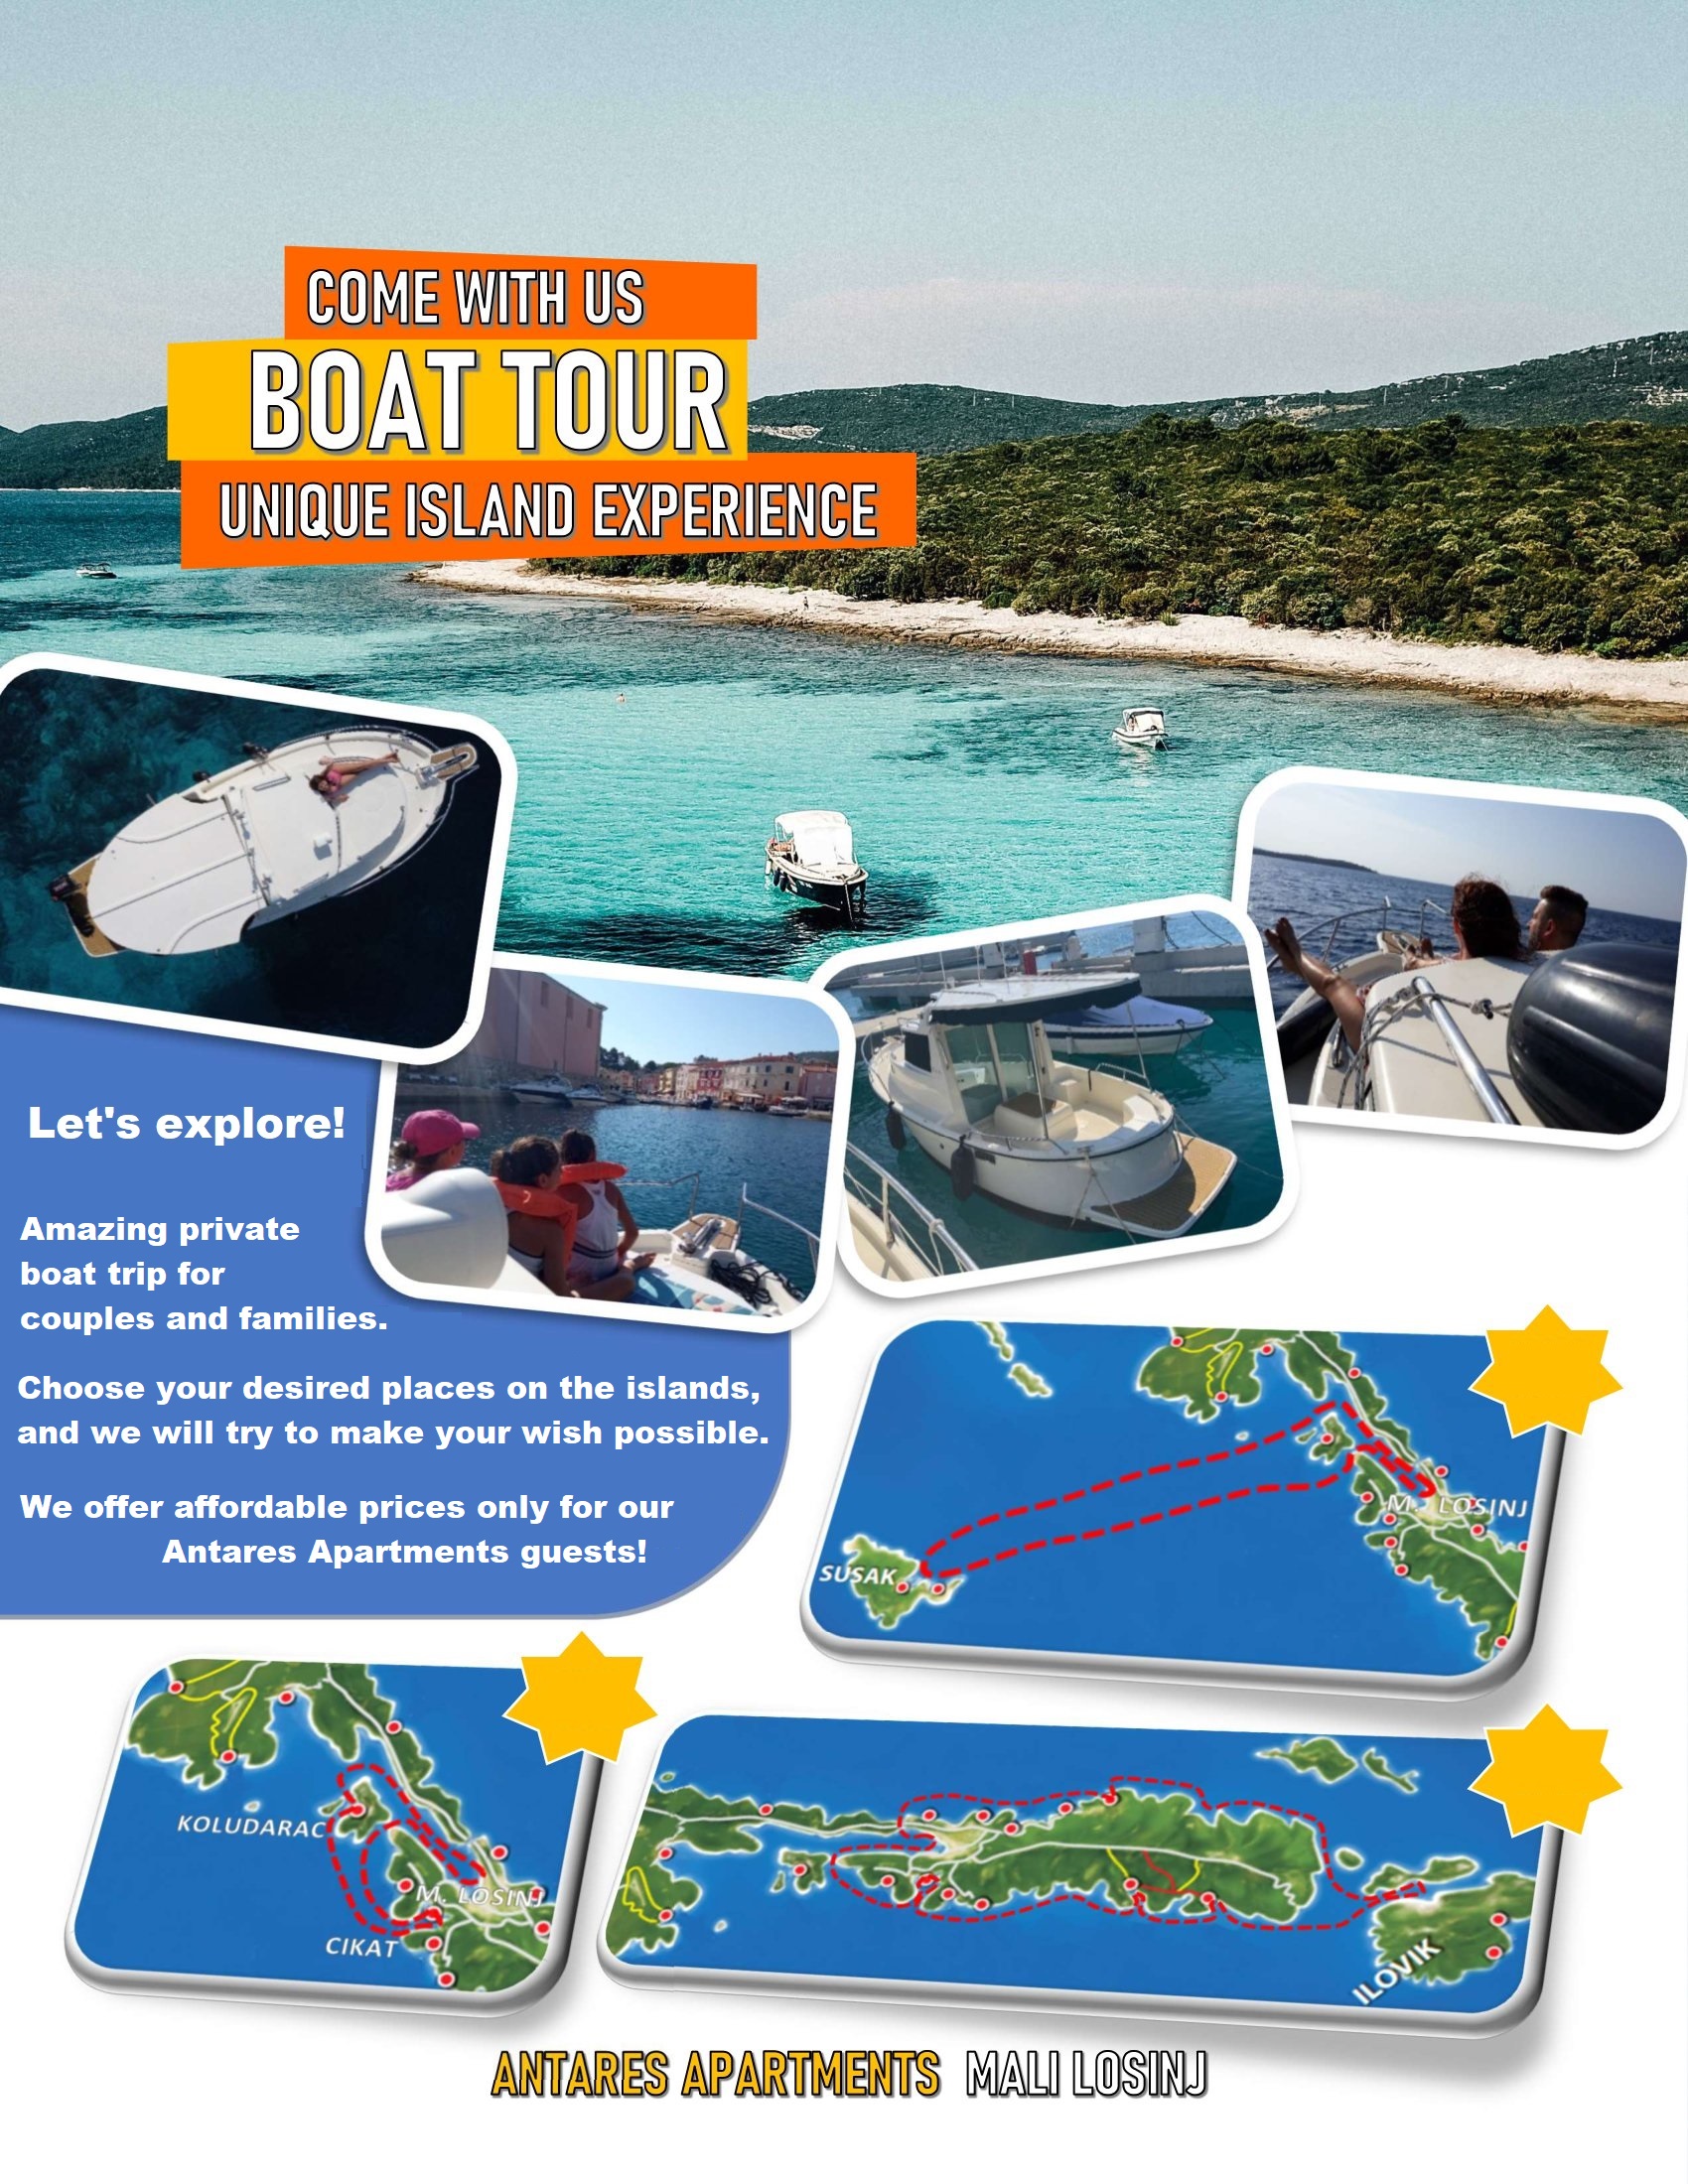 COME WITH US
BOAT TOUR
UNIQUE ISLAND EXPERIENCE
Let's explore!
Amazing private
boat trip for
couples and families.
Choose your desired places on the islands,
and we will try to make your wish possible.
We offer affordable prices only for our
Antares Apartments guests!
M. LOSINJ
SUSAK
KOLUDARAC
M. LOSINJ
CIKAT
ILOVIK
ANTARES APARTMENTS MALI LOSINJ